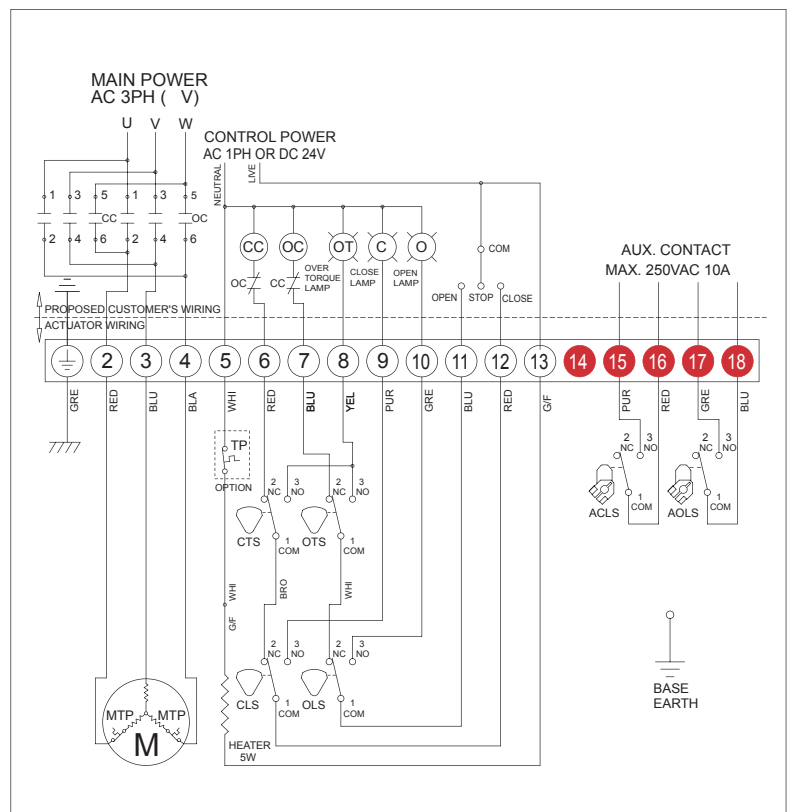 MAIN POWER
AC 3PH ( V)
U V W
CONTROL POWER
AC 1PH OR DC 24V
NEUTRAL
LIVE
1 3 5 1 3 5
CC OC
2 4 6 2 4 6
CC OC OT C O
OC CC
OVER
TORQUE
LAMP
CLOSE
LAMP
OPEN
LAMP
COM
OPEN STOP CLOSE
AUX. CONTACT
MAX. 250VAC 10A
PROPOSED CUSTOMER'S WIRING
ACTUATOR WIRING
2 3 4 5 6 7 8 9 10 11 12 13 14 15 16 17 18
GRE RED BLU BLA WHI RED BLU YEL PUR GRE BLU RED G/F PUR RED GRE BLU
TP
OPTION
2 NC 3 NO
1 COM
CTS
2 NC 3 NO
1 COM
OTS
2 NC 3 NO
1 COM
ACLS
2 NC 3 NO
1 COM
AOLS
WHI
G/F
BRO
WHI
2 NC 3 NO
1 COM
CLS
2 NC 3 NO
1 COM
OLS
HEATER
5W
MTP MTP
M
BASE
EARTH